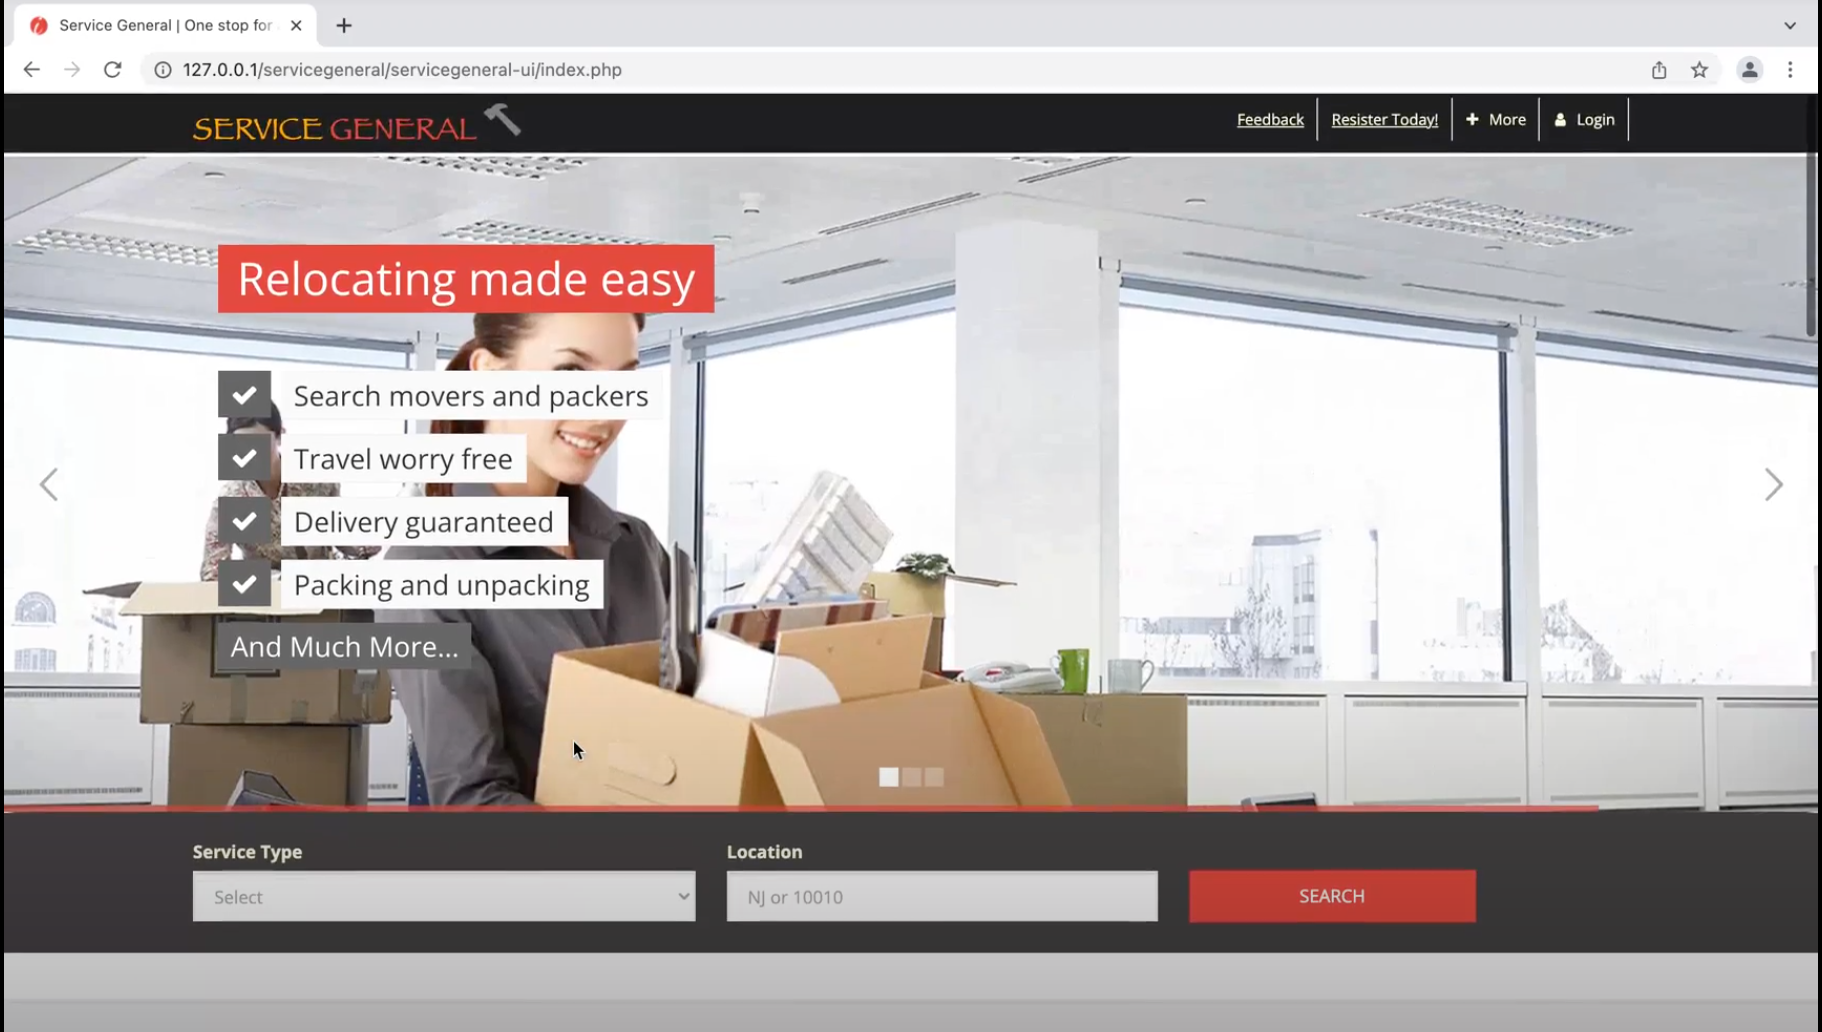 Service General | One stop for
127.0.0.1/servicegeneral/servicegeneral-ui/index.php
SERVICE GENERAL
Feedback
Resister Today!
More
Login
Relocating made easy
Search movers and packers
Travel worry free
Delivery guaranteed
Packing and unpacking
And Much More...
Service Type
Location
Select
NJ or 10010
SEARCH